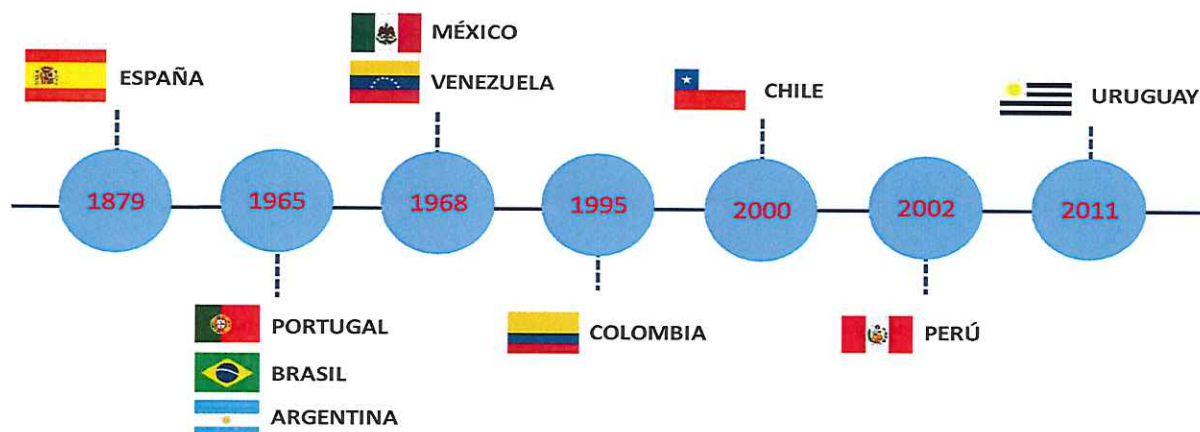 MÉXICO
ESPAÑA
VENEZUELA
CHILE
URUGUAY
1879
1965
1968
1995
2000
2002
2011
PORTUGAL
COLOMBIA
PERÚ
BRASIL
ARGENTINA